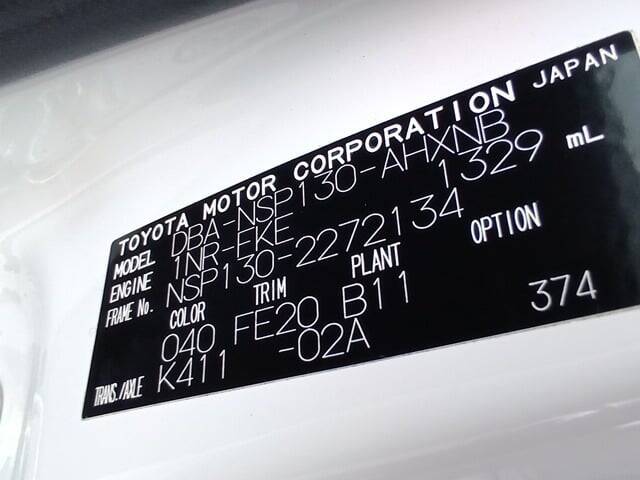 TOYOTA MOTOR CORPORATION JAPAN
MODEL DBA-NSP130-AHXNB
ENGINE 1NR-FKE 1329 mL
FRAME No. NSP130-2272134
COLOR TRIM PLANT OPTION
040 FE20 B11 374
TRANS./AXLE K411 -02A